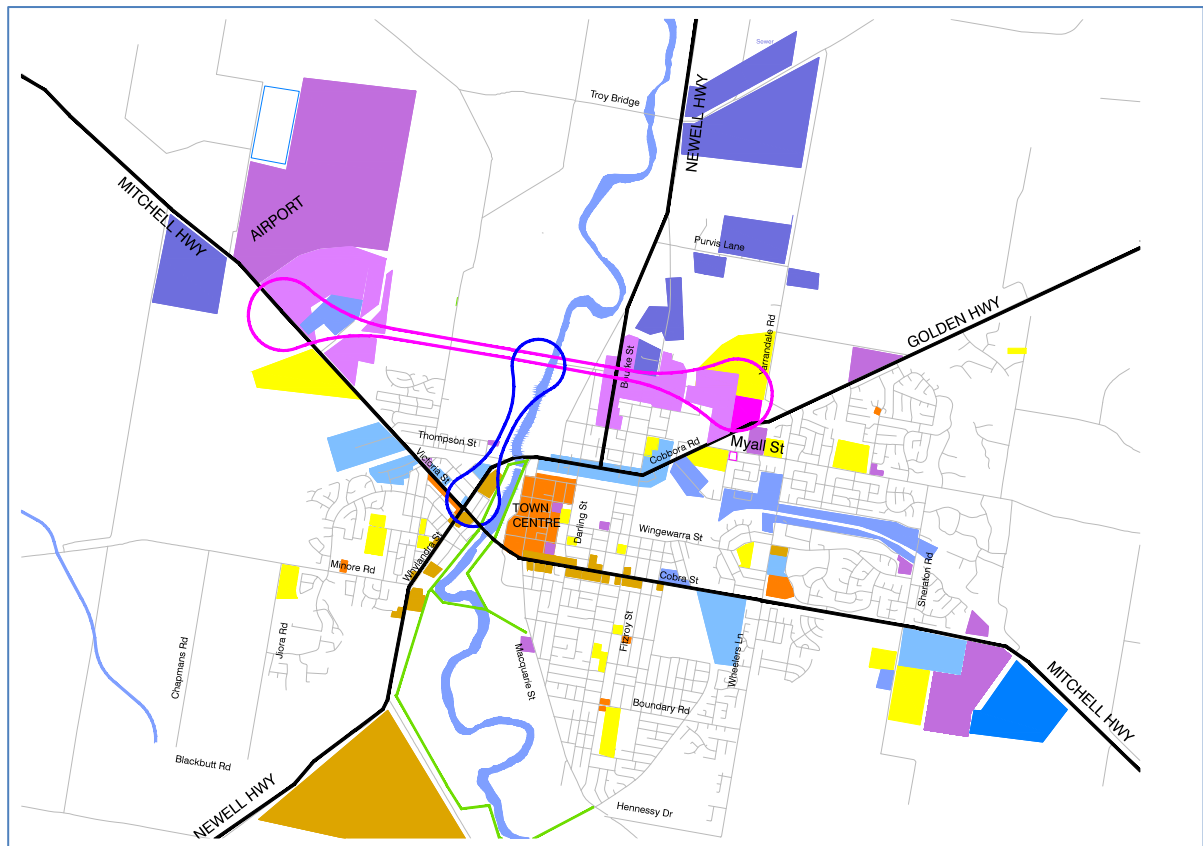 Sewer
Troy Bridge
NEWELL HWY
MITCHELL HWY
AIRPORT
Purvis Lane
GOLDEN HWY
Yarrandale Rd
Bourke St
Thompson St
Victoria St
Cobbora Rd
Myall St
TOWN
CENTRE
Darling St
Wingewarra St
Whylandra St
Minore Rd
Cobra St
Sheraton Rd
Fitzroy St
Jiora Rd
Chapmans Rd
Macquarie St
Wheelers Ln
Boundary Rd
MITCHELL HWY
Blackbutt Rd
NEWELL HWY
Hennessy Dr